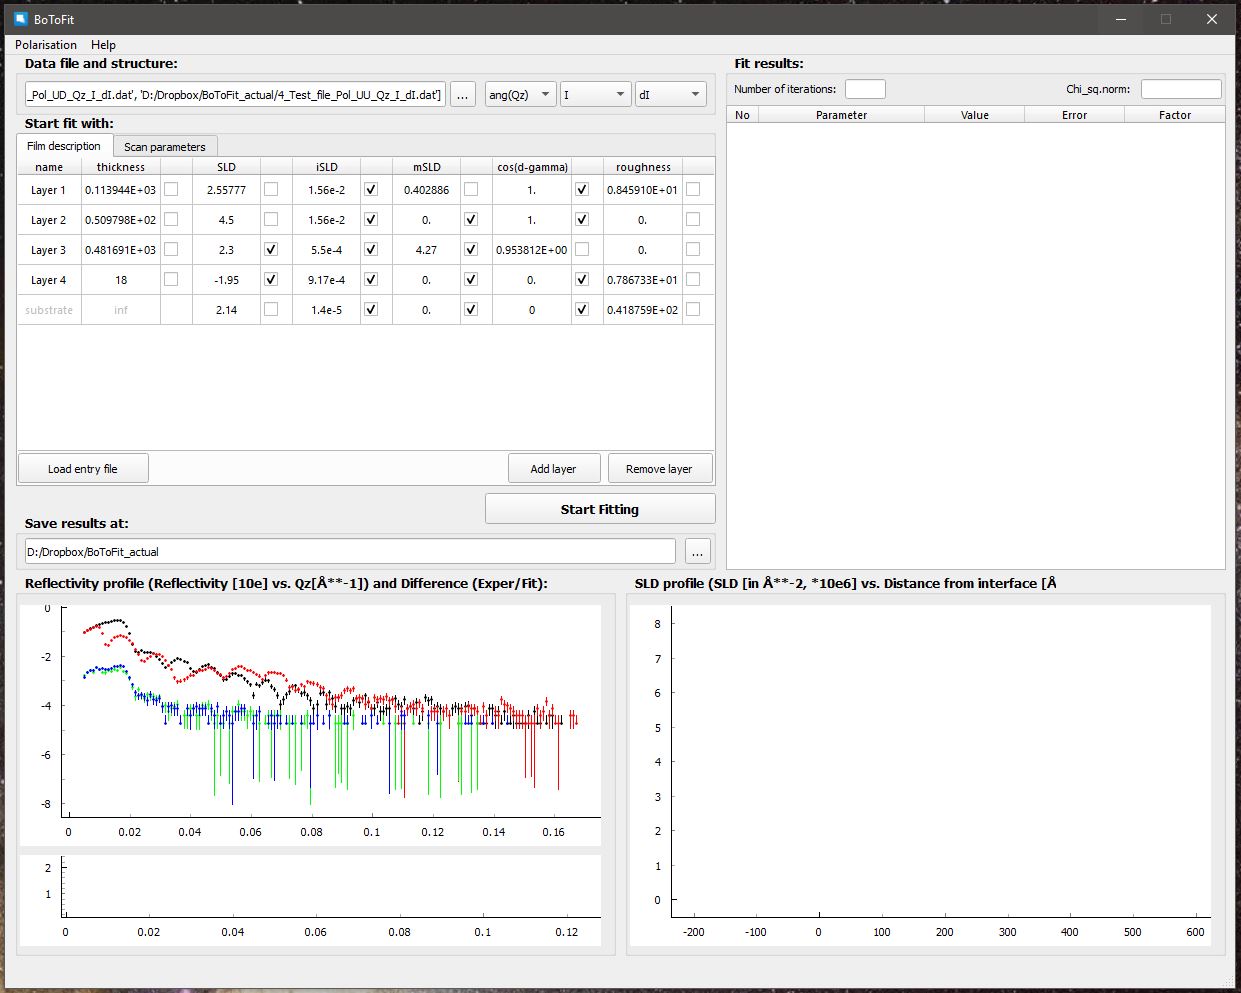 BoToFit
Polarisation Help
Data file and structure:
_Pol_UD_Qz_I_dI.dat', 'D:/Dropbox/BoToFit_actual/4_Test_file_Pol_UU_Qz_I_dI.dat']
...
ang(Qz)
I
dI
Start fit with:
Film description
Scan parameters
name thickness SLD iSLD mSLD cos(d-gamma) roughness
Layer 1 0.113944E+03 2.55777 1.56e-2 0.402886 1. 0.845910E+01
Layer 2 0.509798E+02 4.5 1.56e-2 0. 1. 0.
Layer 3 0.481691E+03 2.3 5.5e-4 4.27 0.953812E+00 0.
Layer 4 18 -1.95 9.17e-4 0. 0. 0.786733E+01
substrate inf 2.14 1.4e-5 0. 0 0.418759E+02
Load entry file
Add layer
Remove layer
Start Fitting
Save results at:
D:/Dropbox/BoToFit_actual
...
Fit results:
Number of iterations:
Chi_sq.norm:
No Parameter Value Error Factor
Reflectivity profile (Reflectivity [10e] vs. Qz[Å**-1]) and Difference (Exper/Fit):
0
-2
-4
-6
-8
0 0.02 0.04 0.06 0.08 0.1 0.12 0.14 0.16
2
1
0 0.02 0.04 0.06 0.08 0.1 0.12
SLD profile (SLD [in Å**-2, *10e6] vs. Distance from interface [Å
8
7
6
5
4
3
2
1
0
-200 -100 0 100 200 300 400 500 600